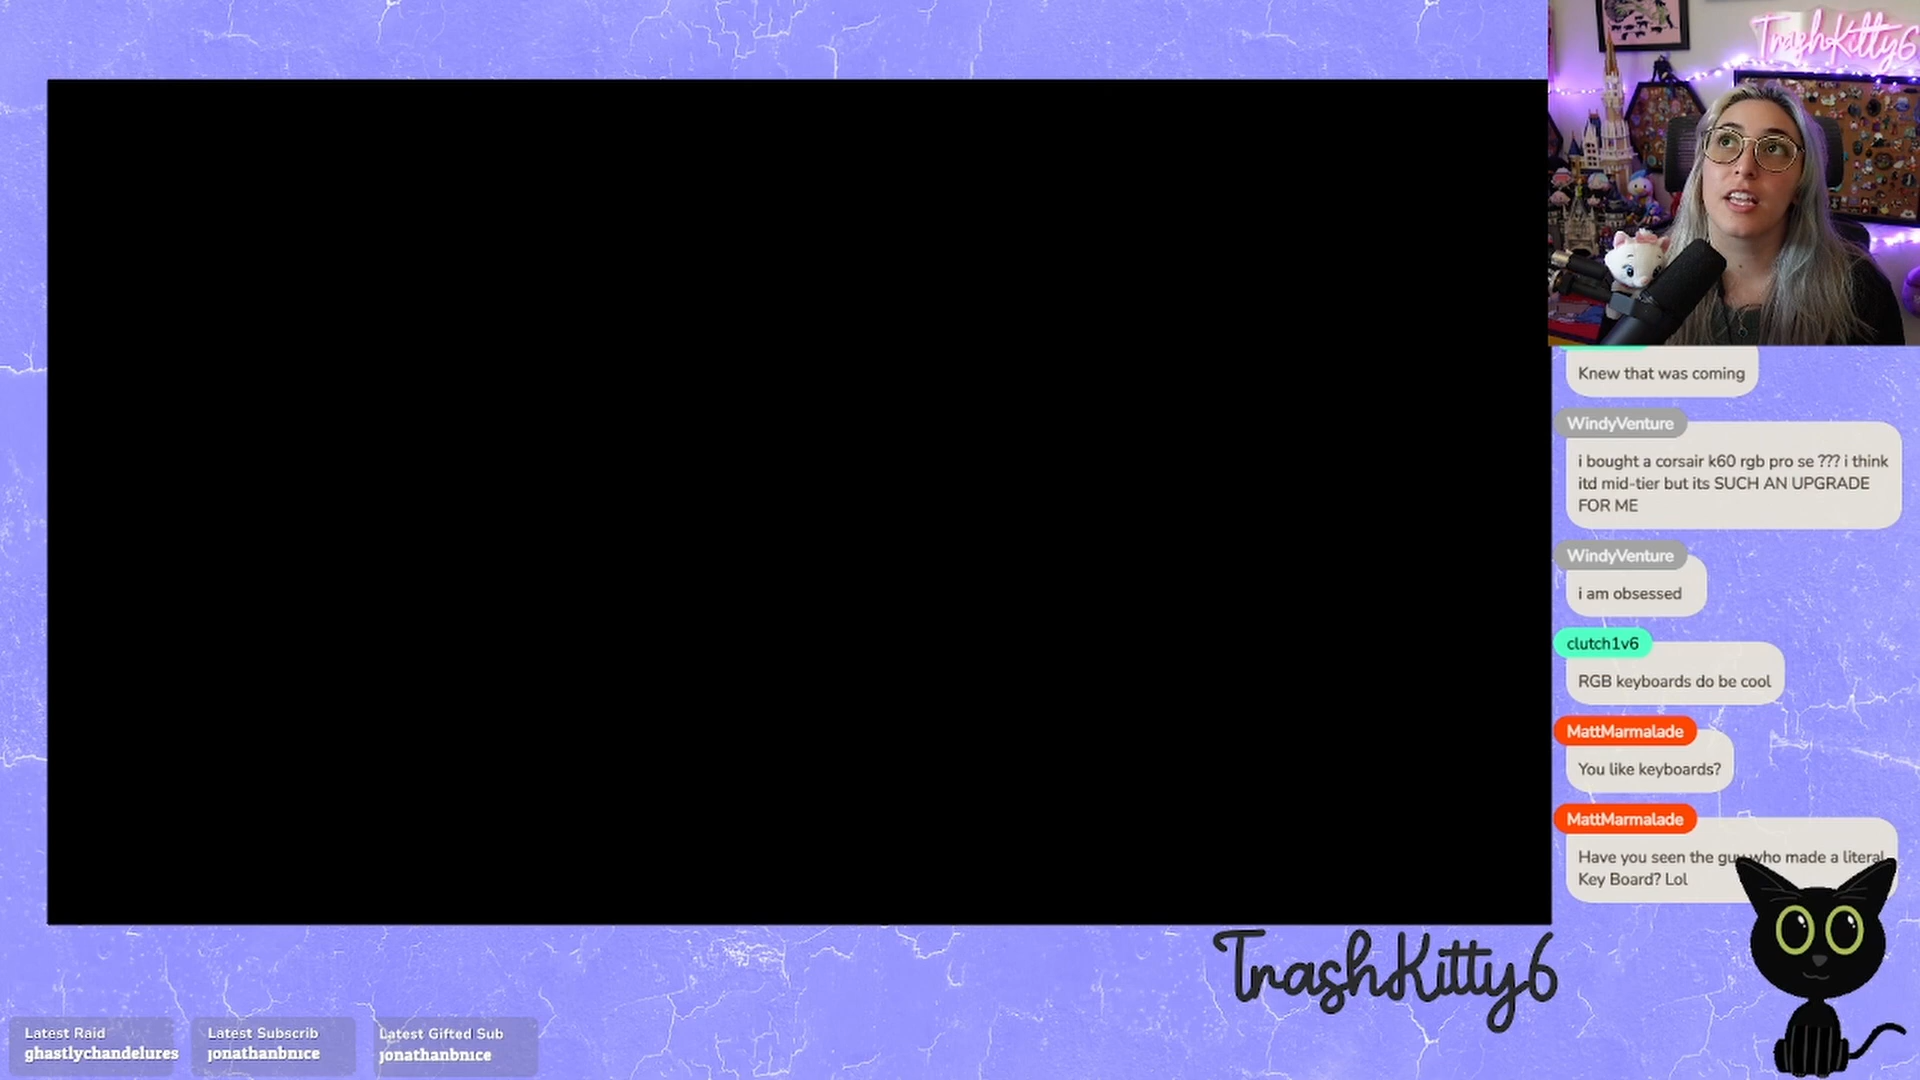 TrashKitty6
Knew that was coming
WindyVenture
i bought a corsair k60 rgb pro se ??? i think
itd mid-tier but its SUCH AN UPGRADE
FOR ME
WindyVenture
i am obsessed
clutch1v6
RGB keyboards do be cool
MattMarmalade
You like keyboards?
MattMarmalade
Have you seen the guy who made a literal
Key Board? Lol
TrashKitty6
Latest Raid
ghastlychandelures
Latest Subscrib
jonathanbnice
Latest Gifted Sub
jonathanbnice